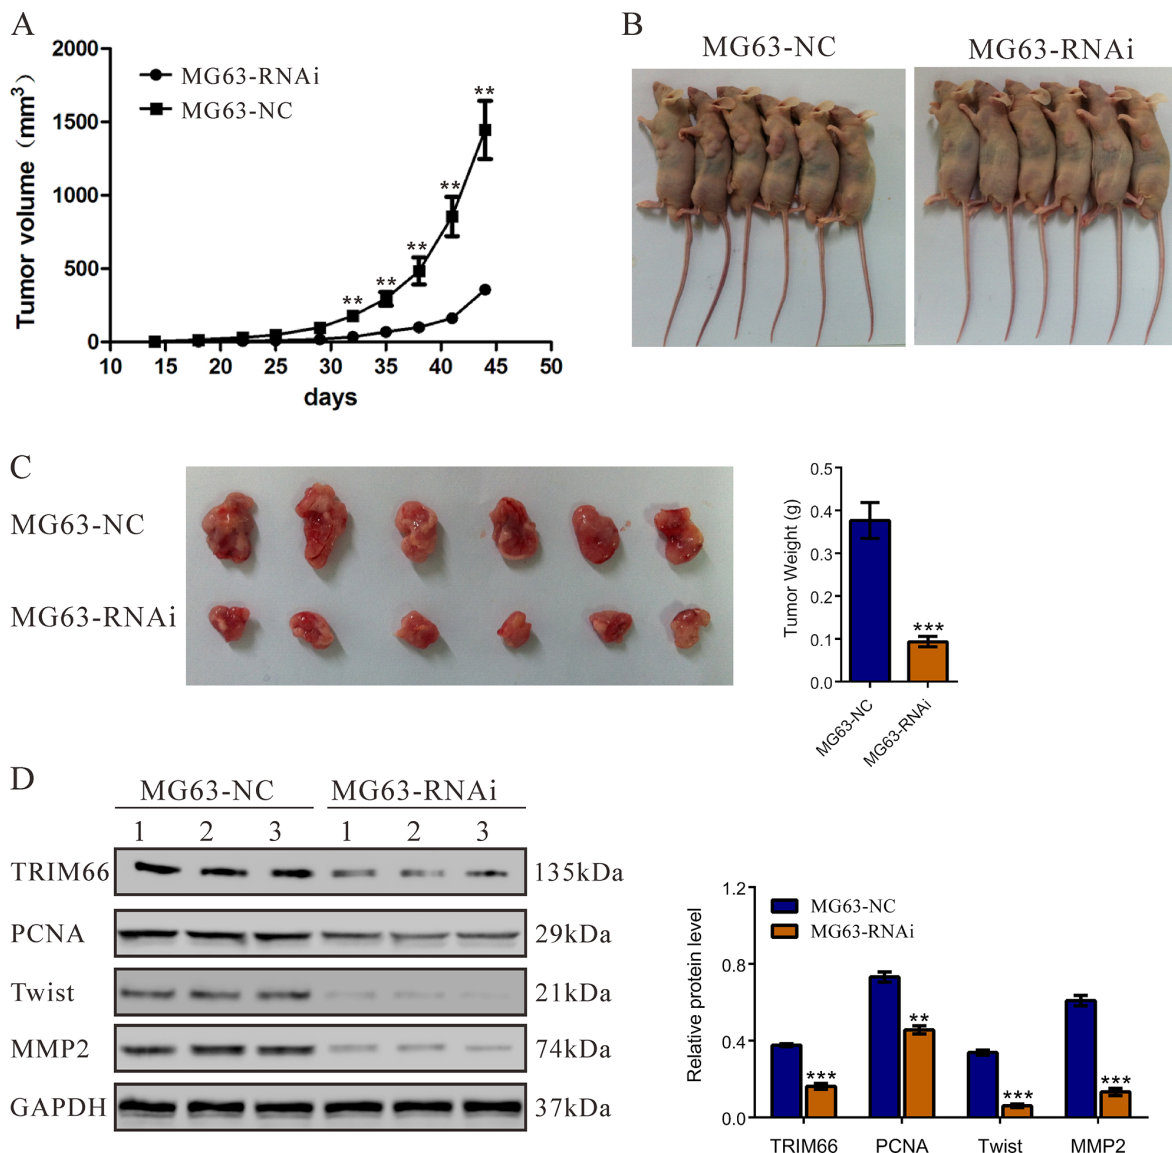 A
2000
1500
1000
500
0
Tumor volume (mm³)
MG63-RNAi
MG63-NC
**
**
**
**
**
10 15 20 25 30 35 40 45 50
days
B
MG63-NC MG63-RNAi
C
MG63-NC
MG63-RNAi
0.5
0.4
0.3
0.2
0.1
0.0
Tumor Weight (g)
***
MG63-NC
MG63-RNAi
D
MG63-NC MG63-RNAi
1 2 3 1 2 3
TRIM66 135kDa
PCNA 29kDa
Twist 21kDa
MMP2 74kDa
GAPDH 37kDa
1.2
0.8
0.4
0.0
Relative protein level
MG63-NC
MG63-RNAi
***
**
***
***
TRIM66 PCNA Twist MMP2